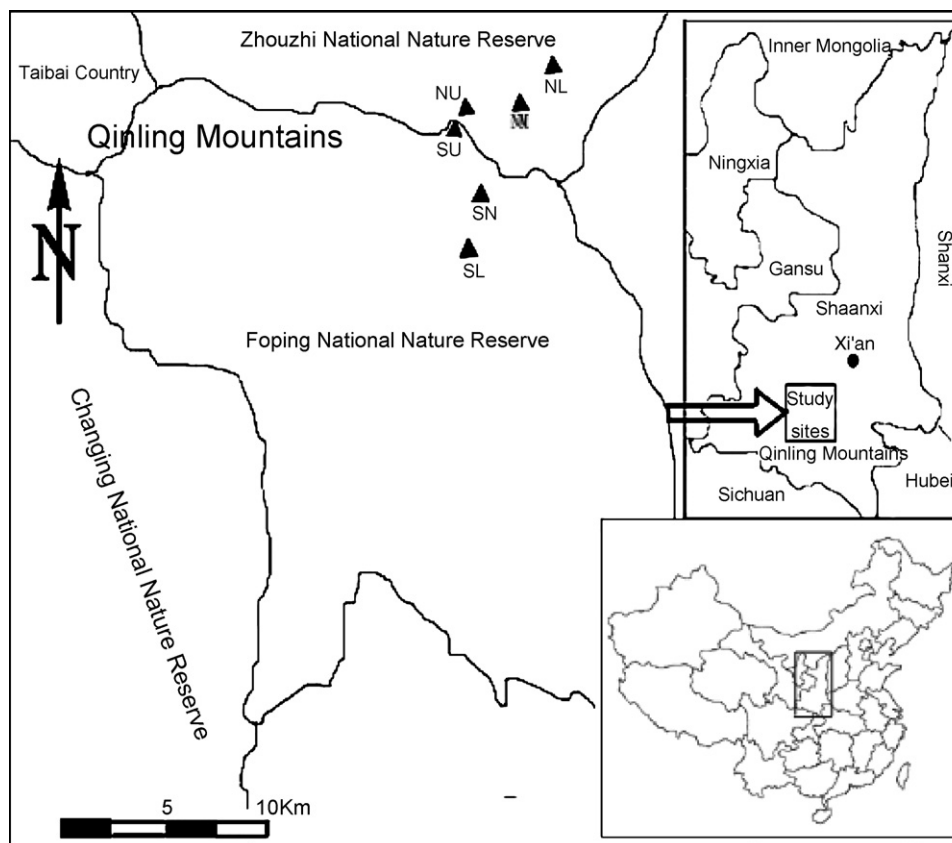 Zhouzhi National Nature Reserve
Taibai Country
NL
NU
Qinling Mountains
SU
SN
SL
N
Foping National Nature Reserve
Changing National Nature Reserve
5
10Km
Inner Mongolia
Ningxia
Shanxi
Gansu
Shaanxi
Xi'an
Study
sites
Qinling Mountains
Hubei
Sichuan